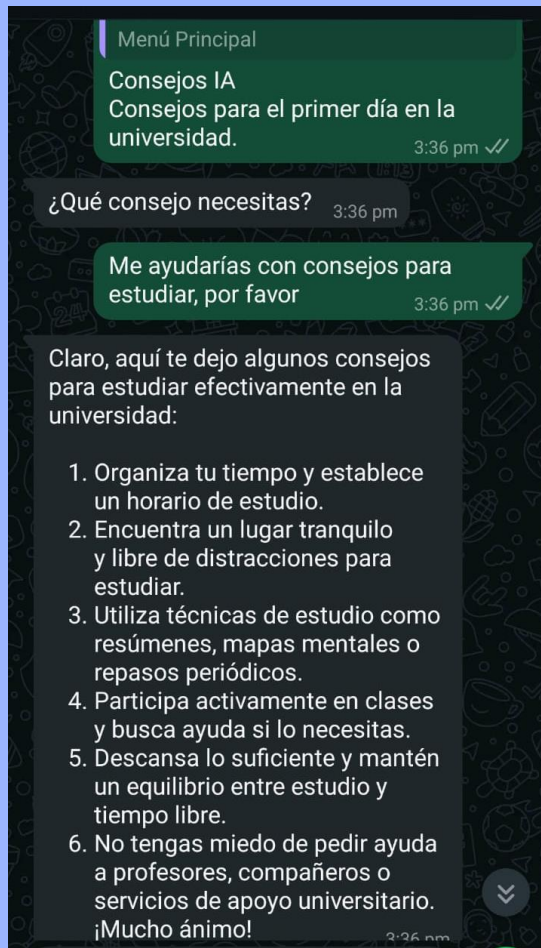 Menú Principal
Consejos IA
Consejos para el primer día en la
universidad.
3:36 pm
¿Qué consejo necesitas?
3:36 pm
Me ayudarías con consejos para
estudiar, por favor
3:36 pm
Claro, aquí te dejo algunos consejos
para estudiar efectivamente en la
universidad:
1. Organiza tu tiempo y establece
un horario de estudio.
2. Encuentra un lugar tranquilo
y libre de distracciones para
estudiar.
3. Utiliza técnicas de estudio como
resúmenes, mapas mentales o
repasos periódicos.
4. Participa activamente en clases
y busca ayuda si lo necesitas.
5. Descansa lo suficiente y mantén
un equilibrio entre estudio y
tiempo libre.
6. No tengas miedo de pedir ayuda
a profesores, compañeros o
servicios de apoyo universitario.
¡Mucho ánimo!
3:36 pm